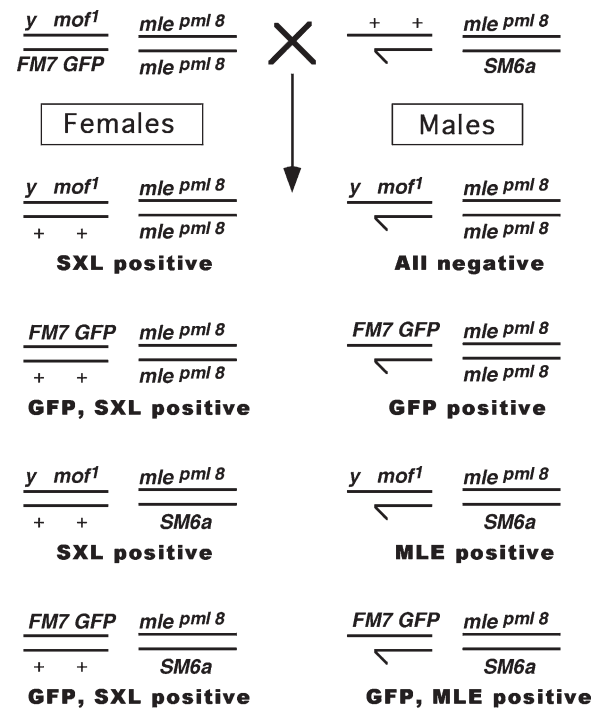 y mof1 mle pml 8 + + mle pml 8
FM7 GFP mle pml 8 SM6a
Females Males
y mof1 mle pml 8 y mof1 mle pml 8
+ + mle pml 8 mle pml 8
SXL positive All negative
FM7 GFP mle pml 8 FM7 GFP mle pml 8
+ + mle pml 8 mle pml 8
GFP, SXL positive GFP positive
y mof1 mle pml 8 y mof1 mle pml 8
+ + SM6a SM6a
SXL positive MLE positive
FM7 GFP mle pml 8 FM7 GFP mle pml 8
+ + SM6a SM6a
GFP, SXL positive GFP, MLE positive